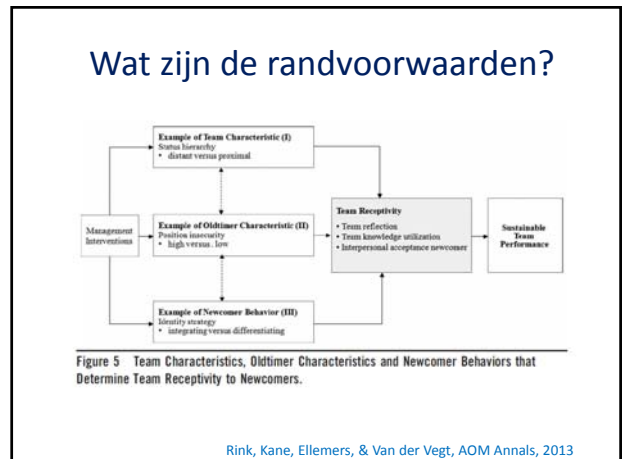 Wat zijn de randvoorwaarden?
Example of Team Characteristic (I)
Status hierarchy
• distant versus proximal
Management
Interventions
Example of Oldtimer Characteristic (II)
Position insecurity
• high versus. low
Example of Newcomer Behavior (III)
Identity strategy
• integrating versus differentiating
Team Receptivity
• Team reflection
• Team knowledge utilization
• Interpersonal acceptance newcomer
Sustainable
Team
Performance
Figure 5 Team Characteristics, Oldtimer Characteristics and Newcomer Behaviors that
Determine Team Receptivity to Newcomers.
Rink, Kane, Ellemers, & Van der Vegt, AOM Annals, 2013